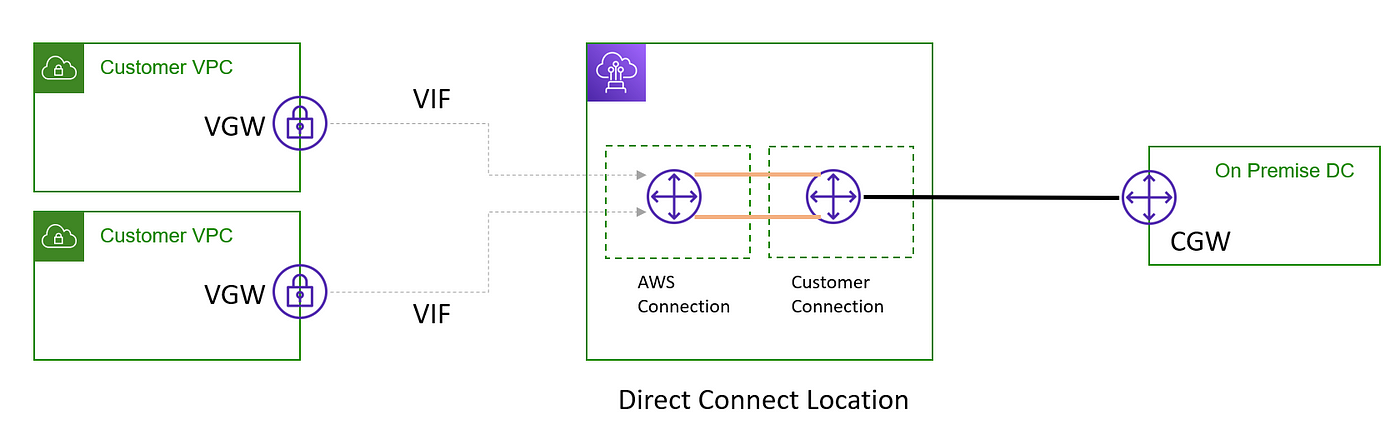 Customer VPC
VGW
VIF
Customer VPC
VGW
VIF
AWS
Connection
Customer
Connection
Direct Connect Location
On Premise DC
CGW